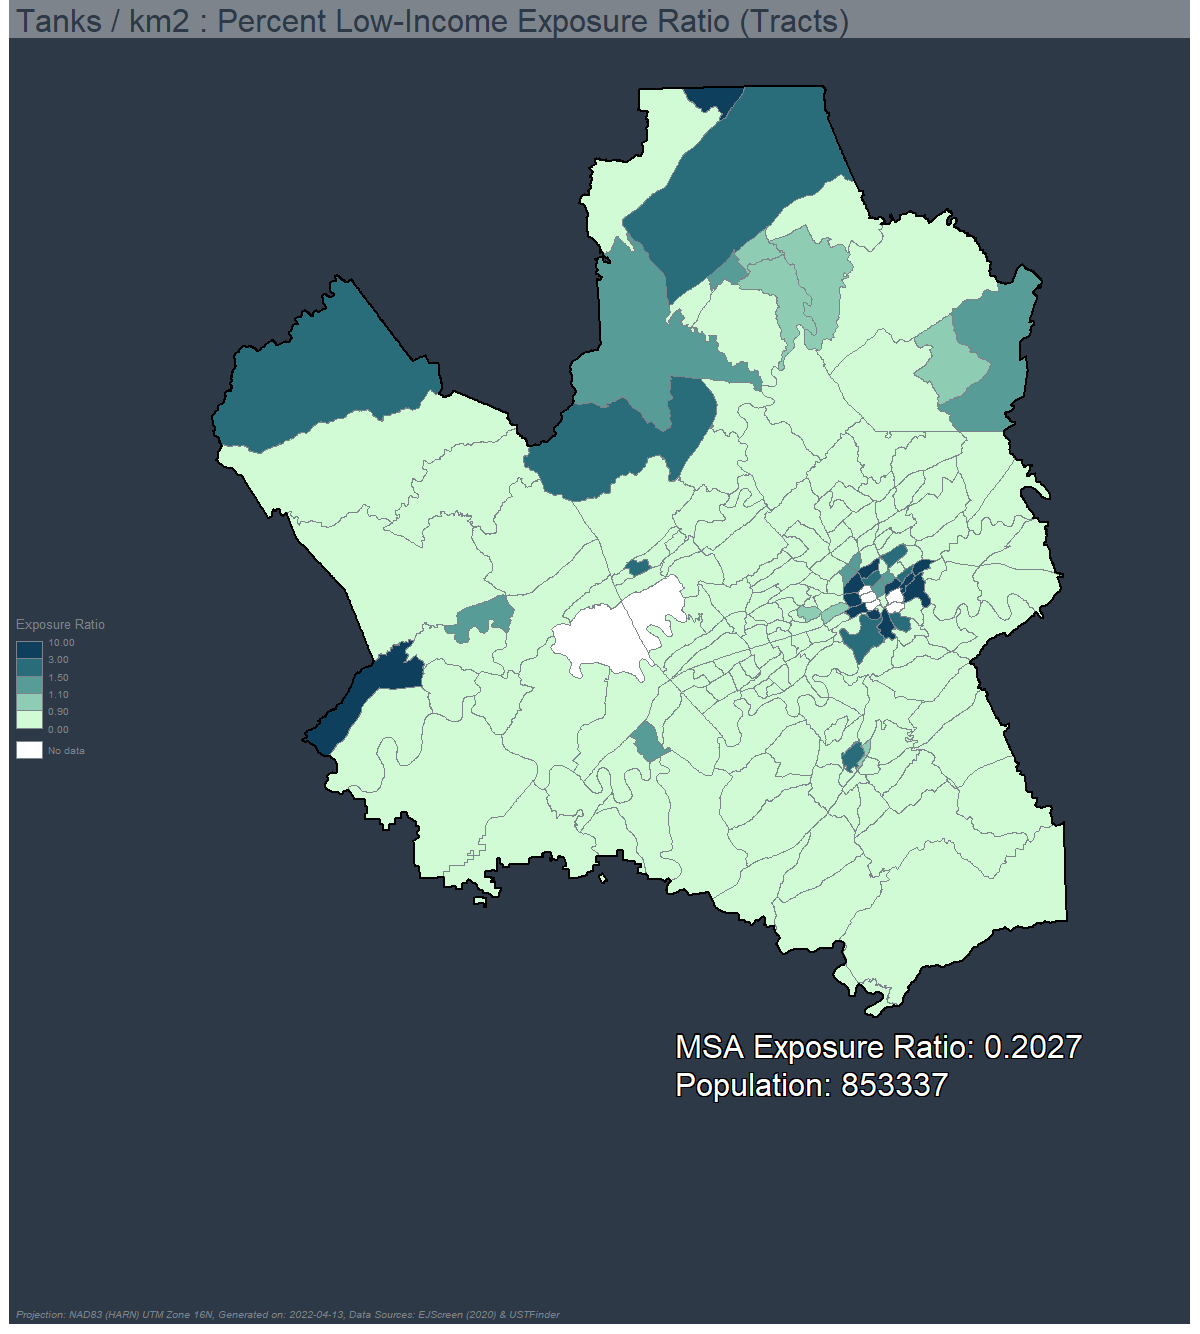 Tanks / km2 : Percent Low-Income Exposure Ratio (Tracts)
Exposure Ratio
10.00
3.00
1.50
1.10
0.90
0.00
No data
MSA Exposure Ratio: 0.2027
Population: 853337
Projection: NAD83 (HARN) UTM Zone 16N, Generated on: 2022-04-13, Data Sources: EJScreen (2020) & USTFinder